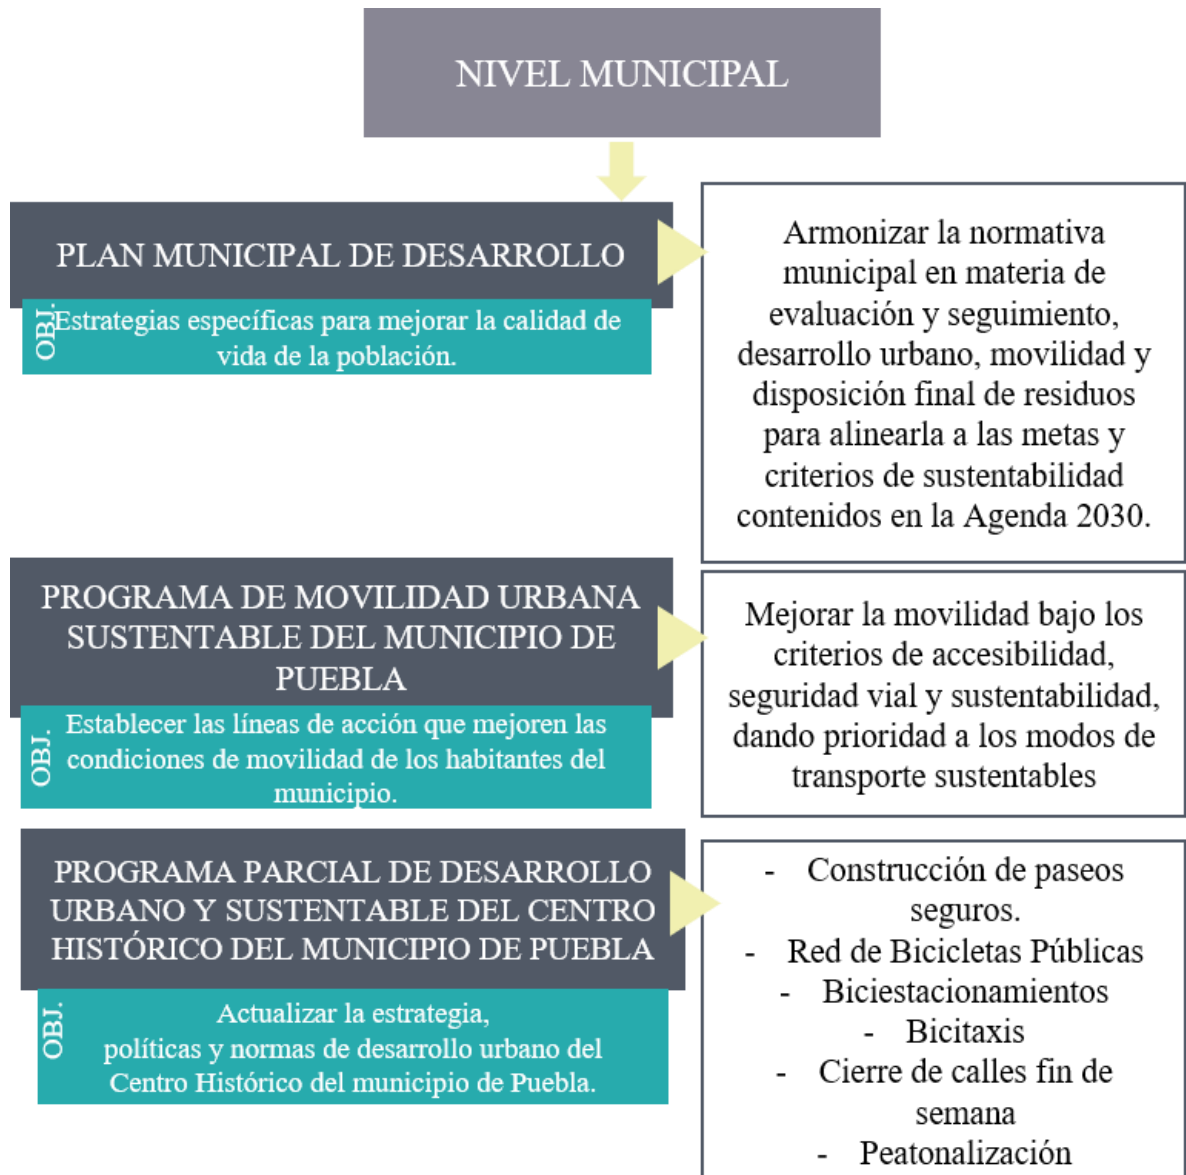 NIVEL MUNICIPAL
PLAN MUNICIPAL DE DESARROLLO
OBJ.
Estrategias específicas para mejorar la calidad de
vida de la población.
Armonizar la normativa
municipal en materia de
evaluación y seguimiento,
desarrollo urbano, movilidad y
disposición final de residuos
para alinearla a las metas y
criterios de sustentabilidad
contenidos en la Agenda 2030.
PROGRAMA DE MOVILIDAD URBANA
SUSTENTABLE DEL MUNICIPIO DE
PUEBLA
OBJ.
Establecer las líneas de acción que mejoren las
condiciones de movilidad de los habitantes del
municipio.
Mejorar la movilidad bajo los
criterios de accesibilidad,
seguridad vial y sustentabilidad,
dando prioridad a los modos de
transporte sustentables
PROGRAMA PARCIAL DE DESARROLLO
URBANO Y SUSTENTABLE DEL CENTRO
HISTÓRICO DEL MUNICIPIO DE PUEBLA
OBJ.
Actualizar la estrategia,
políticas y normas de desarrollo urbano del
Centro Histórico del municipio de Puebla.
- Construcción de paseos
seguros.
- Red de Bicicletas Públicas
- Biciestacionamientos
- Bicitaxis
- Cierre de calles fin de
semana
- Peatonalización